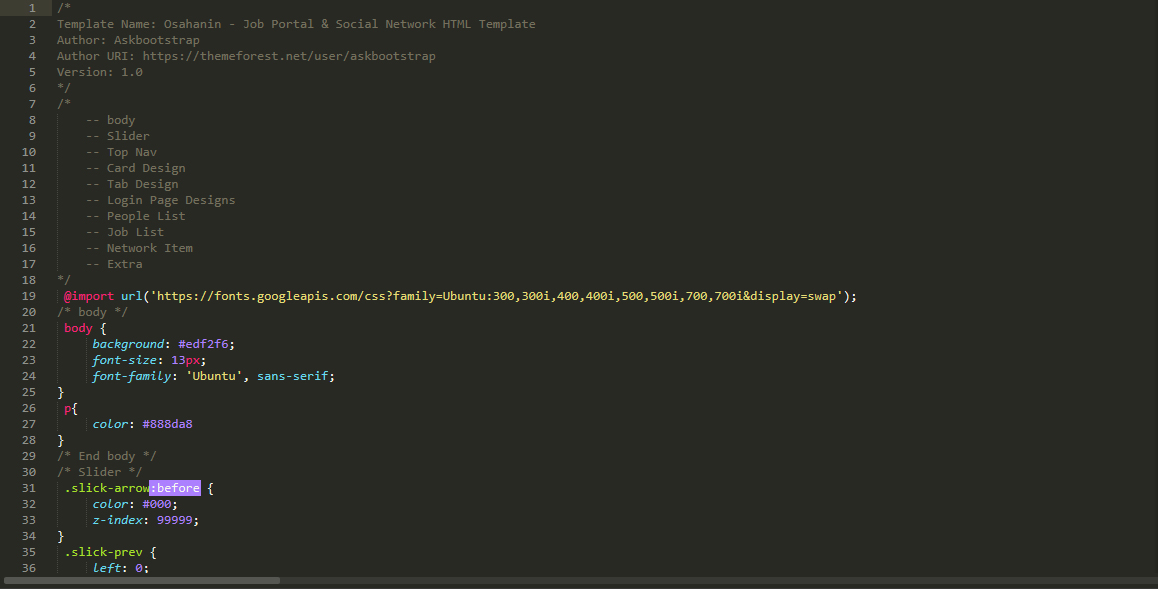 1 /*
2 Template Name: Osahanin - Job Portal & Social Network HTML Template
3 Author: Askbootstrap
4 Author URI: https://themeforest.net/user/askbootstrap
5 Version: 1.0
6 */
7 /*
8 -- body
9 -- Slider
10 -- Top Nav
11 -- Card Design
12 -- Tab Design
13 -- Login Page Designs
14 -- People List
15 -- Job List
16 -- Network Item
17 -- Extra
18 */
19 @import url('https://fonts.googleapis.com/css?family=Ubuntu:300,300i,400,400i,500,500i,700,700i&display=swap');
20 /* body */
21 body {
22 background: #edf2f6;
23 font-size: 13px;
24 font-family: 'Ubuntu', sans-serif;
25 }
26 p{
27 color: #888da8
28 }
29 /* End body */
30 /* Slider */
31 .slick-arrow:before {
32 color: #000;
33 z-index: 99999;
34 }
35 .slick-prev {
36 left: 0;